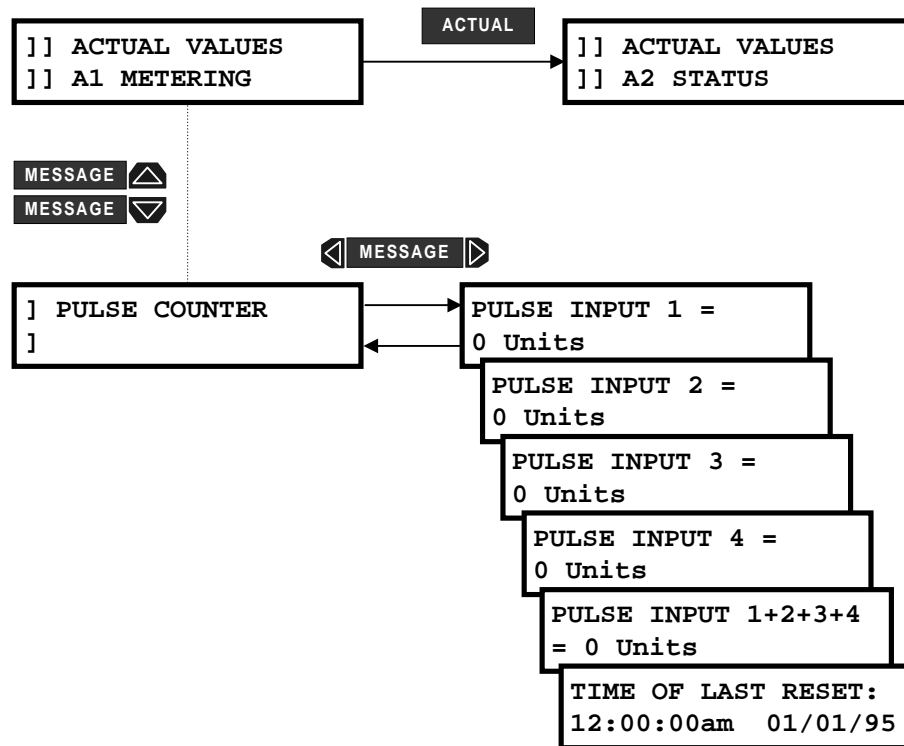 ACTUAL
]] ACTUAL VALUES
]] A1 METERING
]] ACTUAL VALUES
]] A2 STATUS
MESSAGE
MESSAGE
MESSAGE
] PULSE COUNTER
]
PULSE INPUT 1 =
0 Units
PULSE INPUT 2 =
0 Units
PULSE INPUT 3 =
0 Units
PULSE INPUT 4 =
0 Units
PULSE INPUT 1+2+3+4
= 0 Units
TIME OF LAST RESET:
12:00:00am 01/01/95